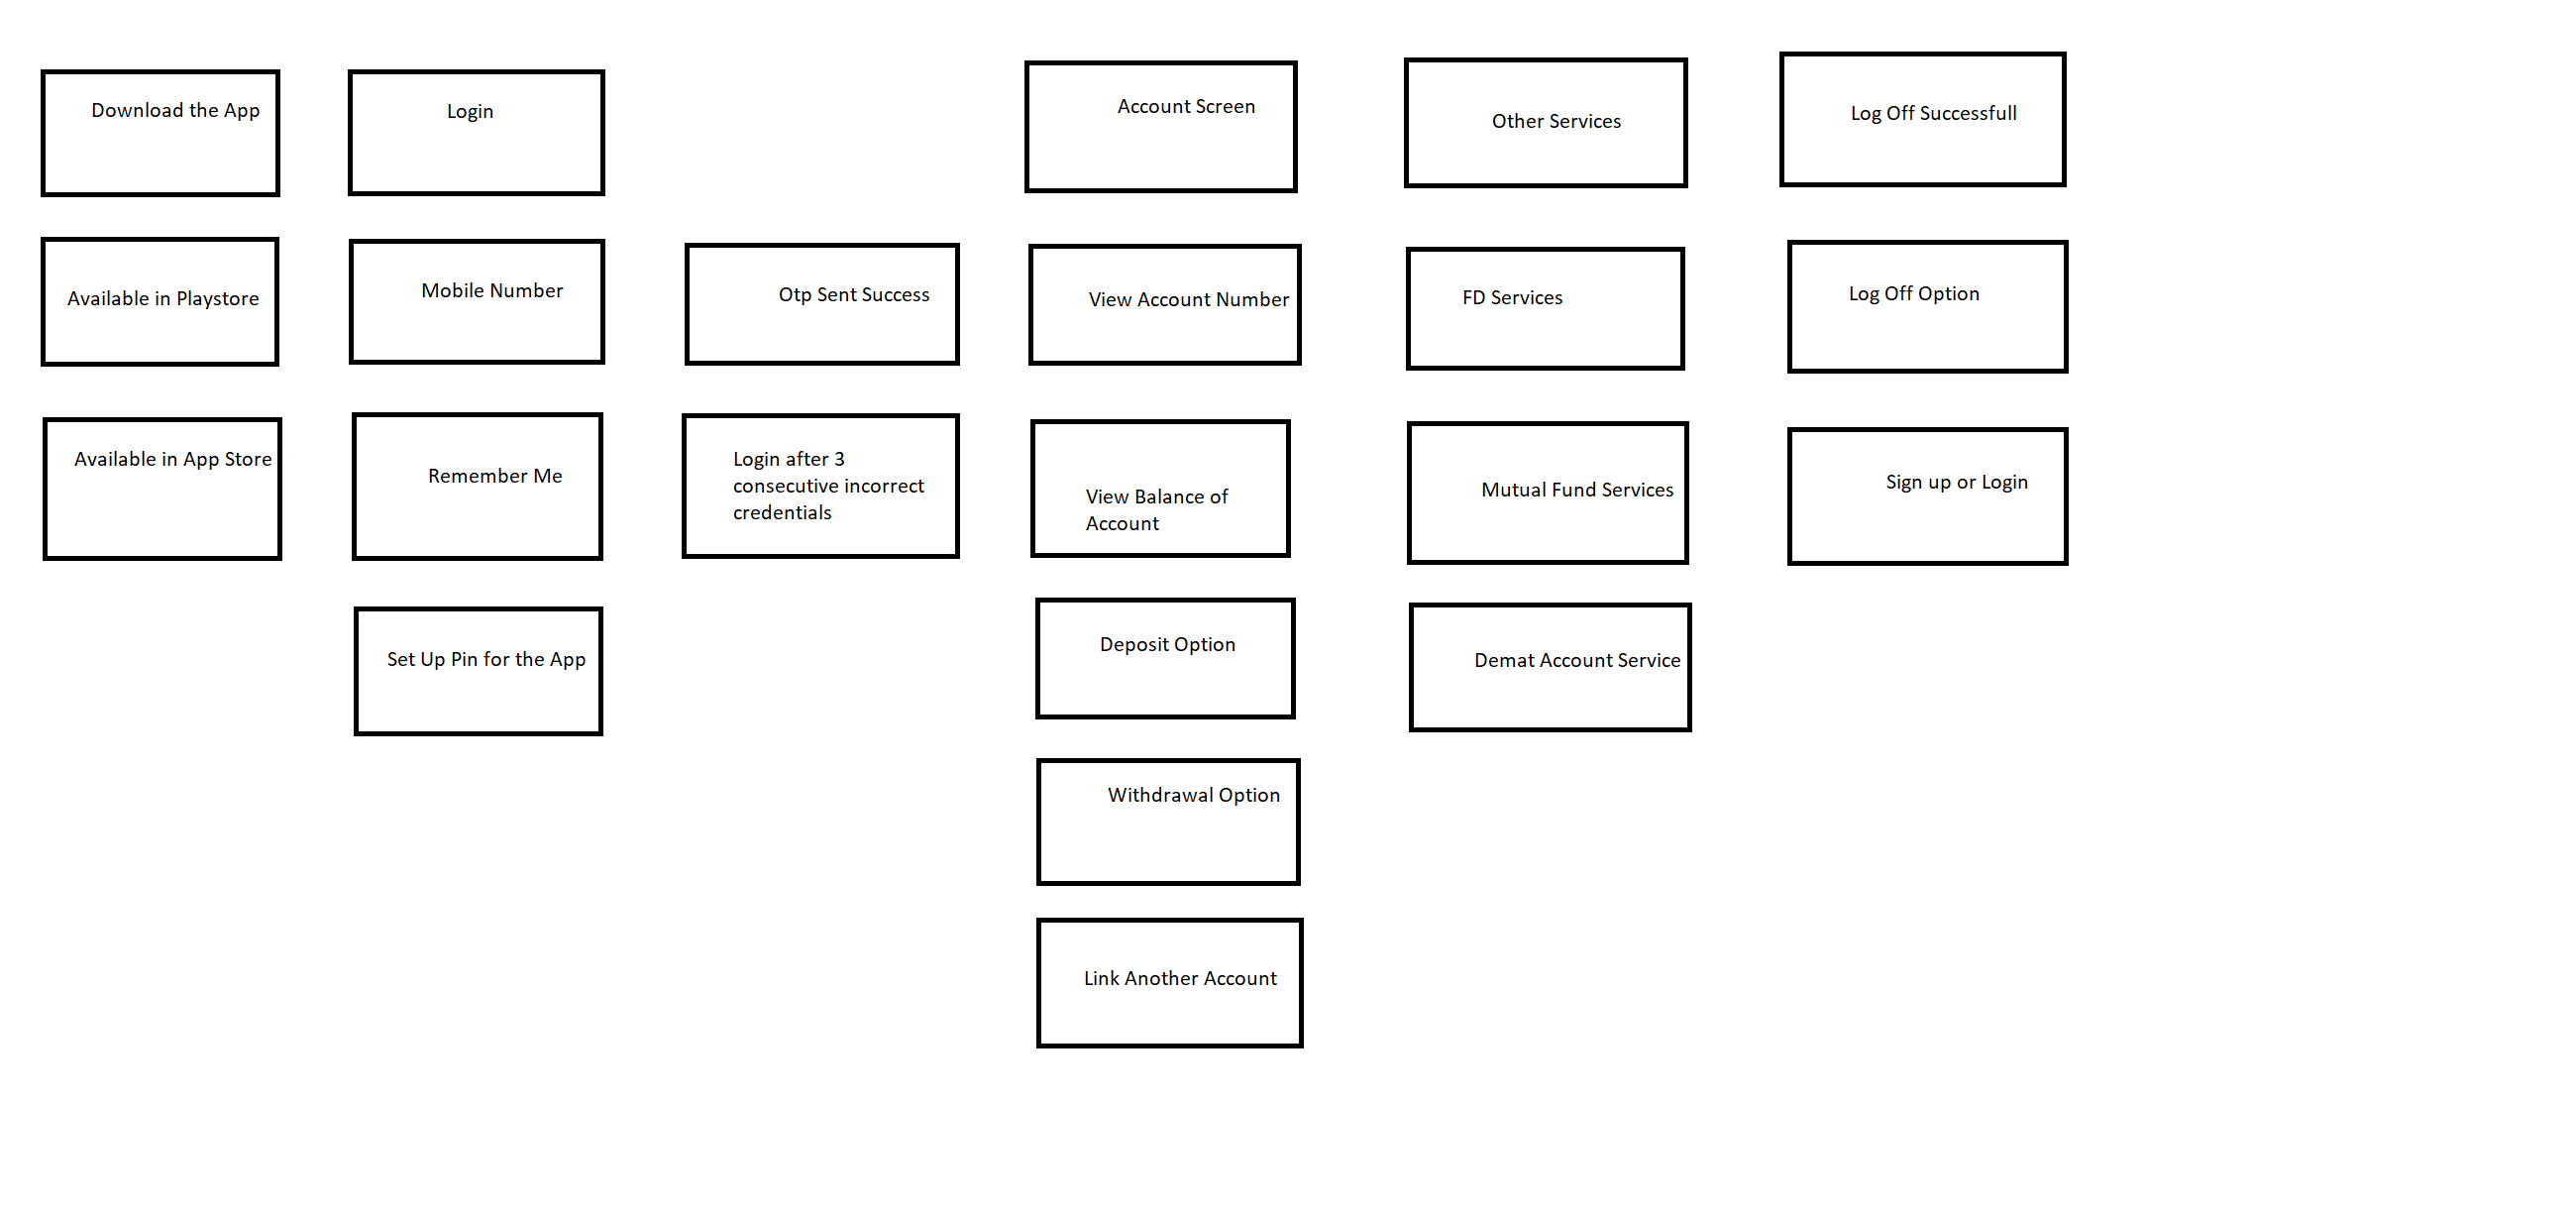 Download the App
Login
Account Screen
Other Services
Log Off Successfull
Available in Playstore
Mobile Number
Otp Sent Success
View Account Number
FD Services
Log Off Option
Available in App Store
Remember Me
Login after 3
consecutive incorrect
credentials
View Balance of
Account
Mutual Fund Services
Sign up or Login
Set Up Pin for the App
Deposit Option
Demat Account Service
Withdrawal Option
Link Another Account